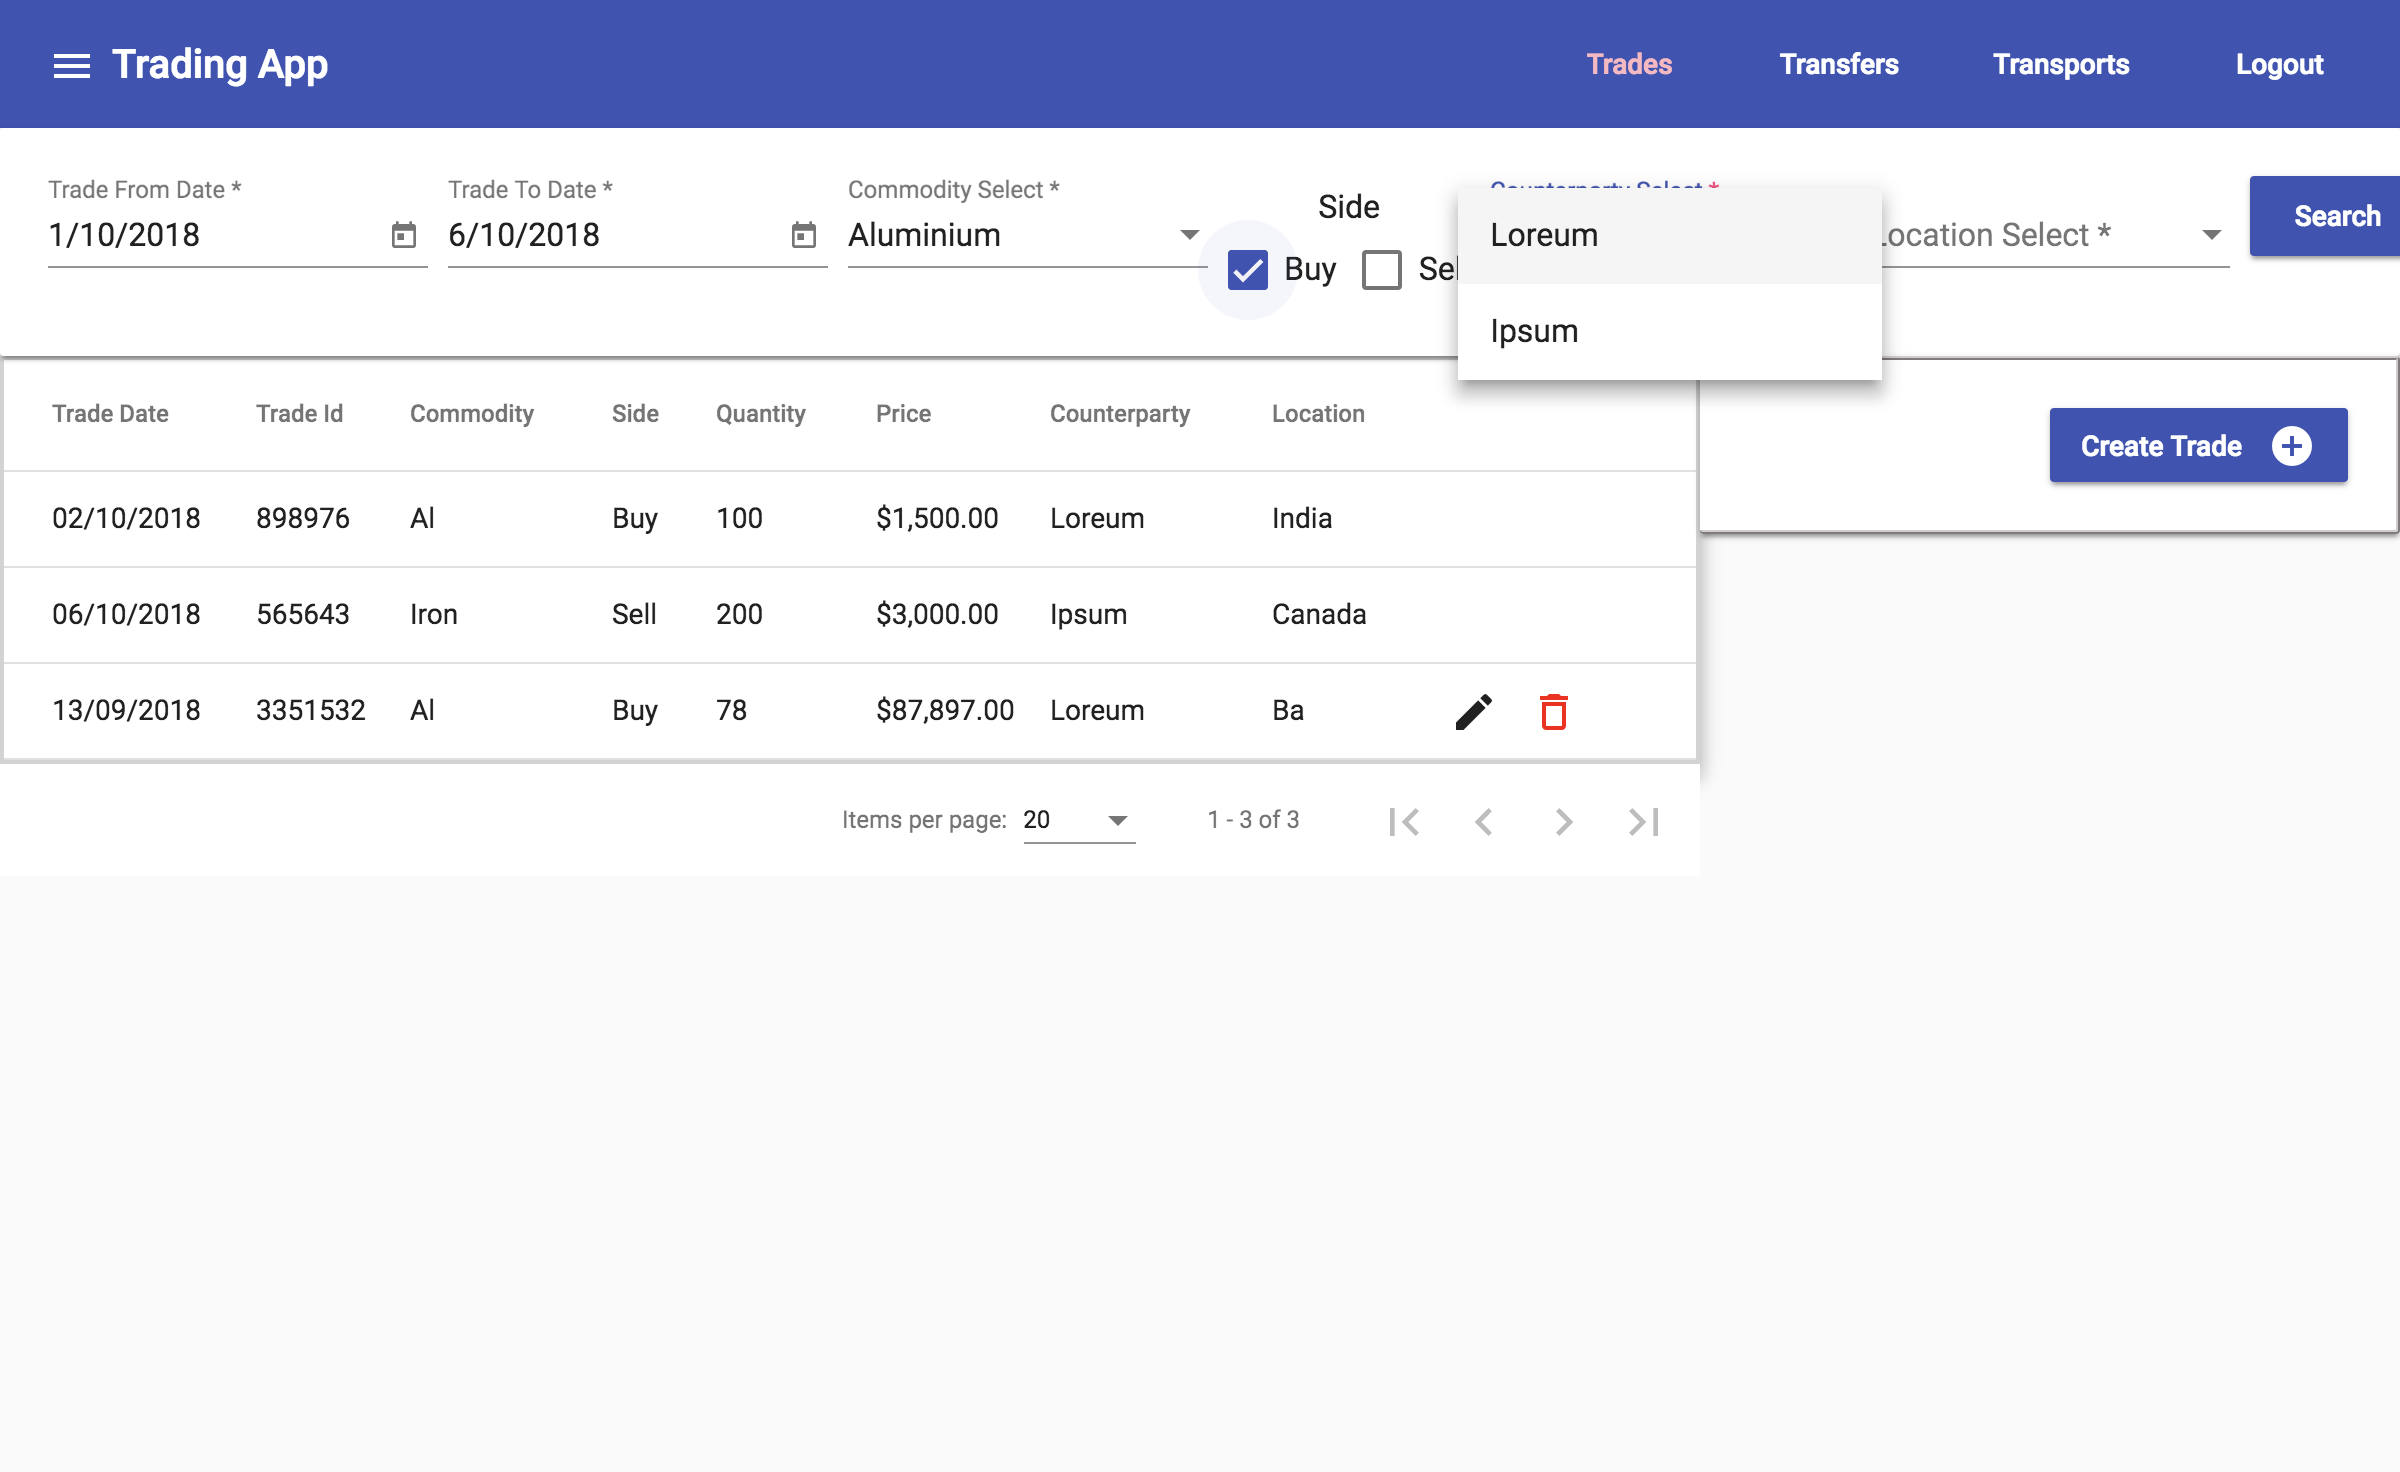 Trading App Trades Transfers Transports Logout
Trade From Date * Trade To Date * Commodity Select * Side Counterparty Select *
1/10/2018 6/10/2018 Aluminium Buy Sel Loreum Location Select * Search
Ipsum
Trade Date Trade Id Commodity Side Quantity Price Counterparty Location
Create Trade
02/10/2018 898976 Al Buy 100 $1,500.00 Loreum India
06/10/2018 565643 Iron Sell 200 $3,000.00 Ipsum Canada
13/09/2018 3351532 Al Buy 78 $87,897.00 Loreum Ba
Items per page: 20 1 - 3 of 3